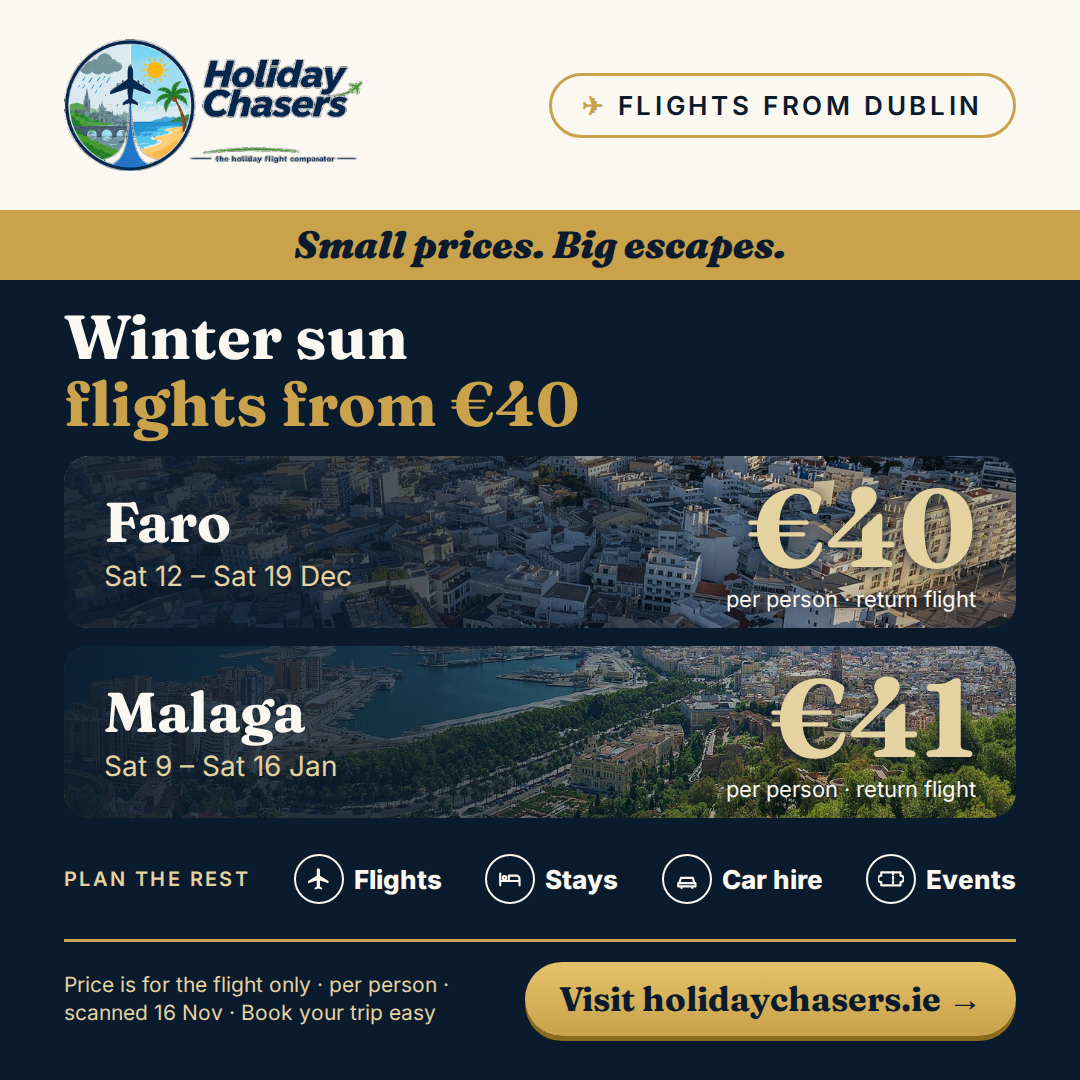 Holiday
Chasers
the holiday flight comparator
✈ FLIGHTS FROM DUBLIN
Small prices. Big escapes.
Winter sun
flights from €40
Faro
Sat 12 – Sat 19 Dec
€40
per person · return flight
Malaga
Sat 9 – Sat 16 Jan
€41
per person · return flight
PLAN THE REST
Flights
Stays
Car hire
Events
Price is for the flight only · per person ·
scanned 16 Nov · Book your trip easy
Visit holidaychasers.ie →